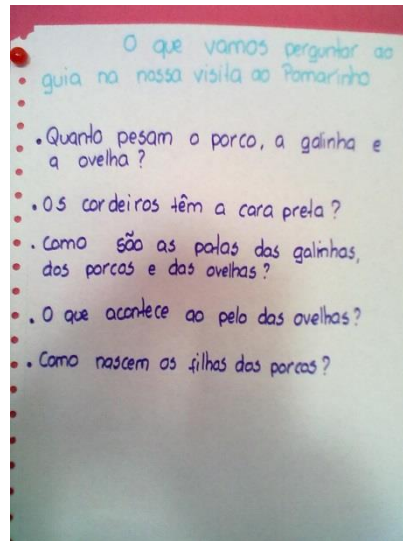 O que vamos perguntar ao
guia na nossa visita ao Pomarinho
. Quanto pesam o porco, a galinha e
a ovelha?
. Os cordeiros têm a cara preta?
. Como são as patas das galinhas,
dos porcos e das ovelhas?
. O que acontece ao pelo das ovelhas?
. Como nascem os filhos dos porcos?